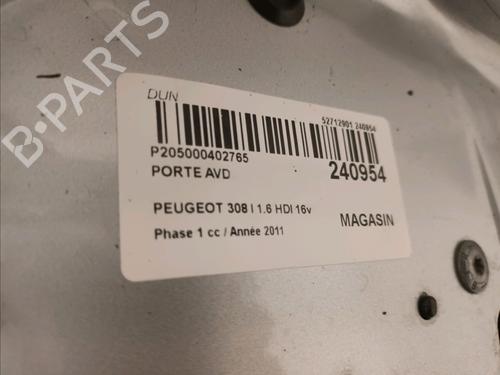 DUN
52712901 240954
P205000402765
240954
PORTE AVD
PEUGEOT 308 I 1.6 HDI 16v
MAGASIN
Phase 1 cc / Année 2011
B-PARTS